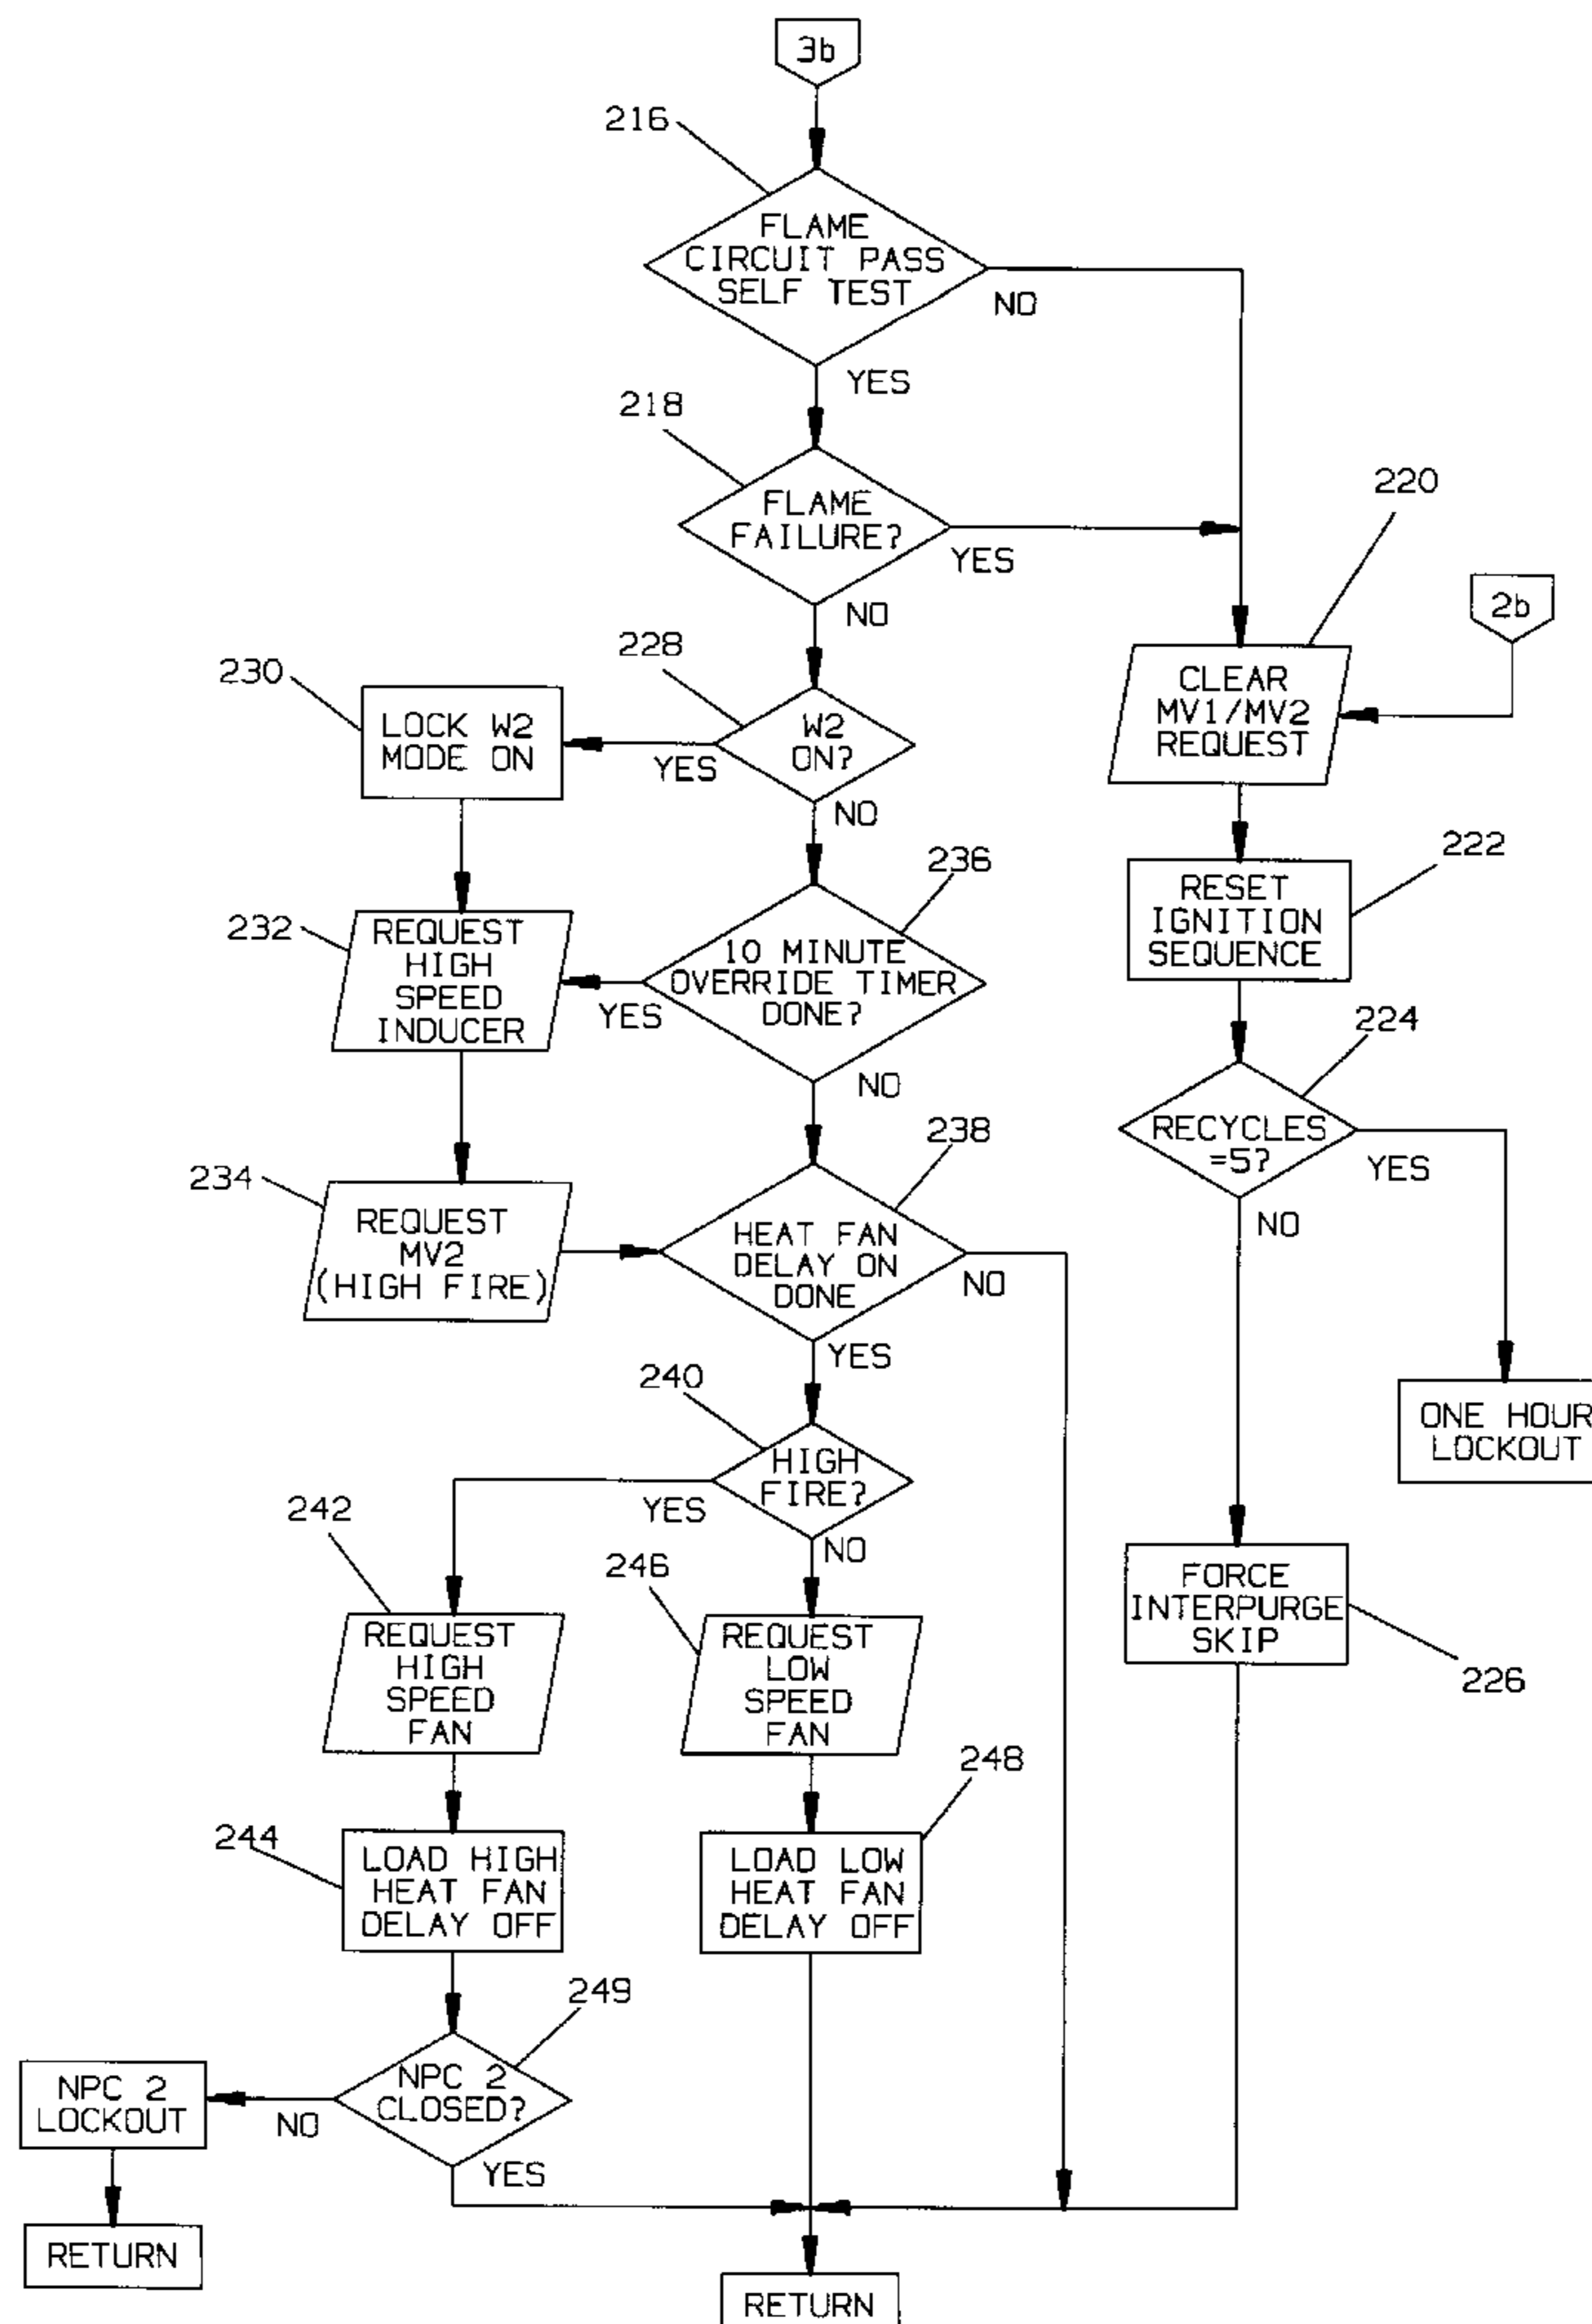 3b
216
FLAME
CIRCUIT PASS
SELF TEST
NO
YES
218
FLAME
FAILURE?
YES
NO
220
2b
CLEAR
MV1/MV2
REQUEST
228
230
LOCK W2
MODE ON
W2
ON?
YES
NO
222
RESET
IGNITION
SEQUENCE
236
232
REQUEST
HIGH
SPEED
INDUCER
10 MINUTE
OVERRIDE TIMER
DONE?
YES
NO
224
RECYCLES
=5?
YES
NO
238
234
REQUEST
MV2
(HIGH FIRE)
HEAT FAN
DELAY ON
DONE
NO
YES
ONE HOUR
LOCKOUT
240
HIGH
FIRE?
YES
NO
242
246
REQUEST
HIGH
SPEED
FAN
REQUEST
LOW
SPEED
FAN
FORCE
INTERPURGE
SKIP
226
244
LOAD HIGH
HEAT FAN
DELAY OFF
248
LOAD LOW
HEAT FAN
DELAY OFF
249
NPC 2
CLOSED?
NO
YES
NPC 2
LOCKOUT
RETURN
RETURN